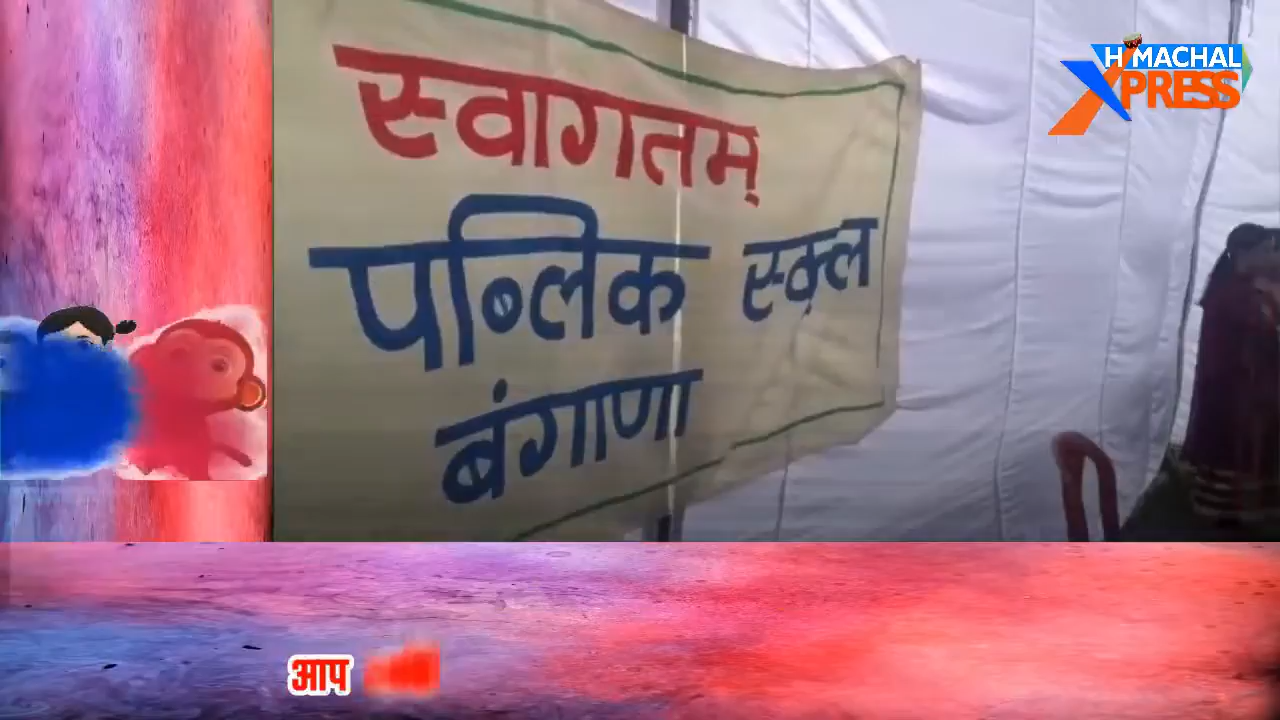 स्वागतम्
पब्लिक स्कूल
बंगाणा
HIMACHAL
XPRESS
आप